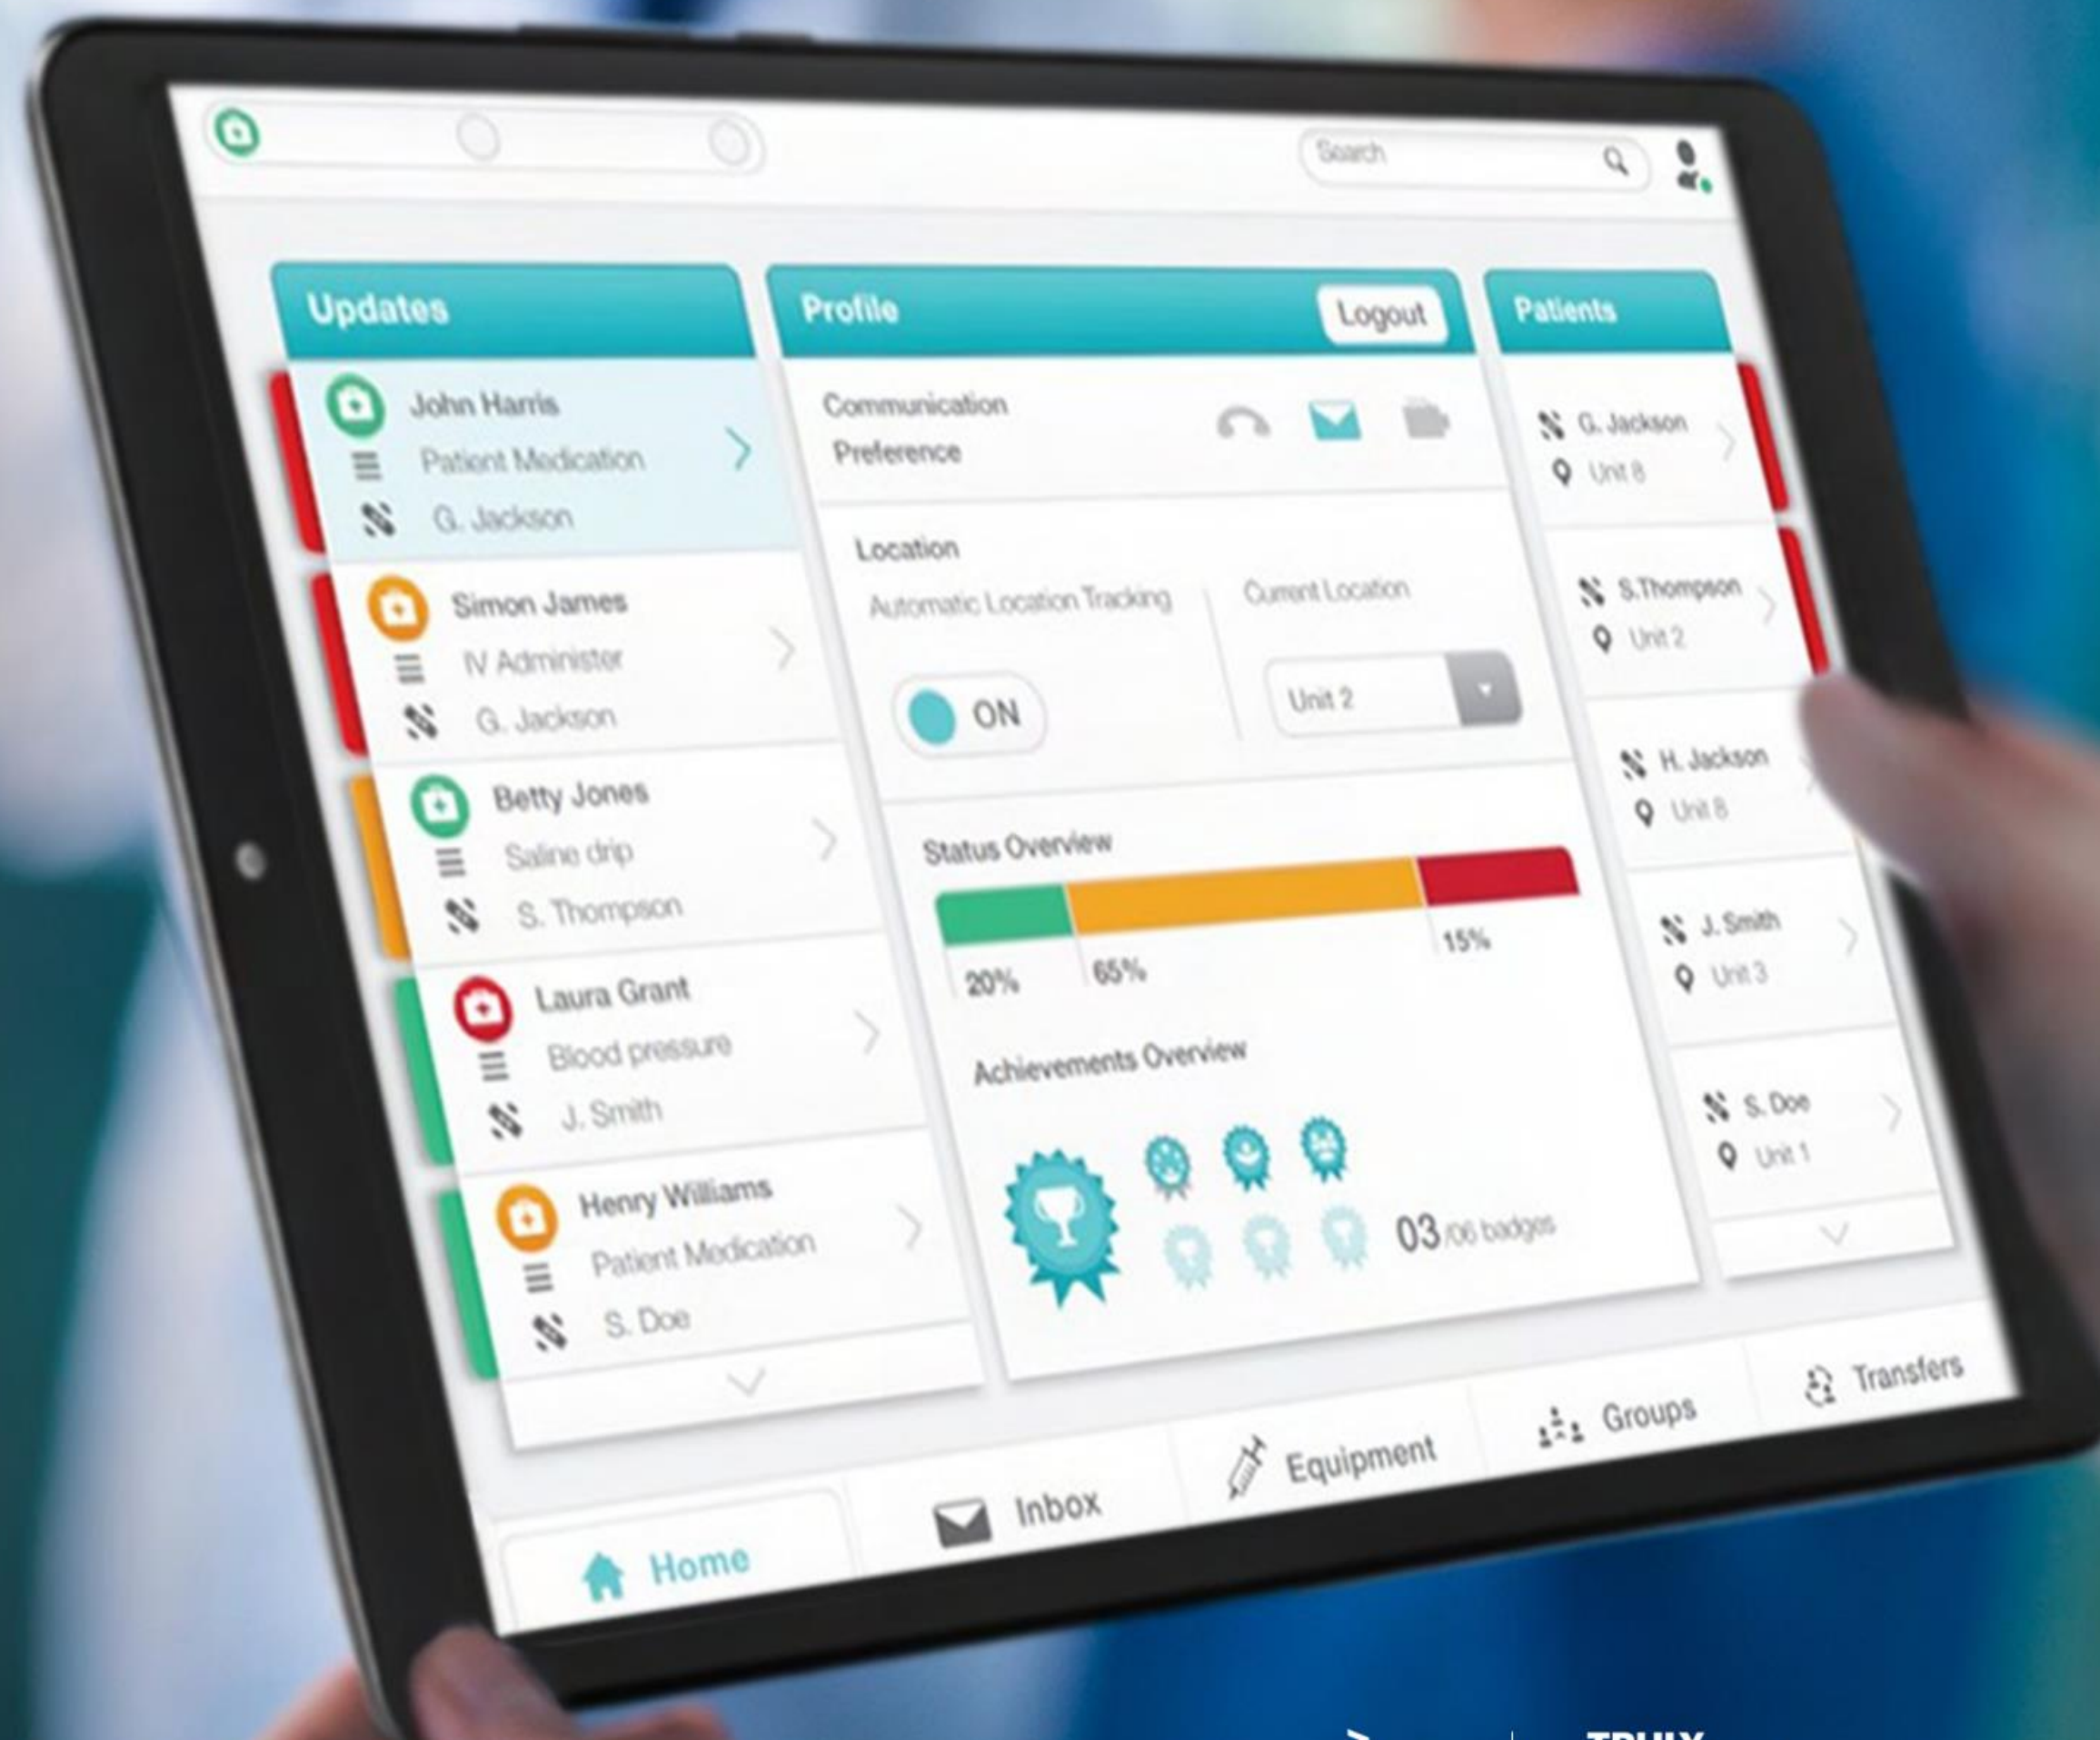 Search
Updates
John Harris
Patient Medication
G. Jackson
Simon James
IV Administer
G. Jackson
Betty Jones
Saline drip
S. Thompson
Laura Grant
Blood pressure
J. Smith
Henry Williams
Patient Medication
S. Doe
Profile
Logout
Communication
Preference
Location
Automatic Location Tracking
Current Location
ON
Unit 2
Status Overview
20%
65%
15%
Achievements Overview
03/06 badges
Patients
G. Jackson
Unit 8
S.Thompson
Unit 2
H. Jackson
Unit 8
J. Smith
Unit 3
S. Doe
Unit 1
Home
Inbox
Equipment
Groups
Transfers
TRULY